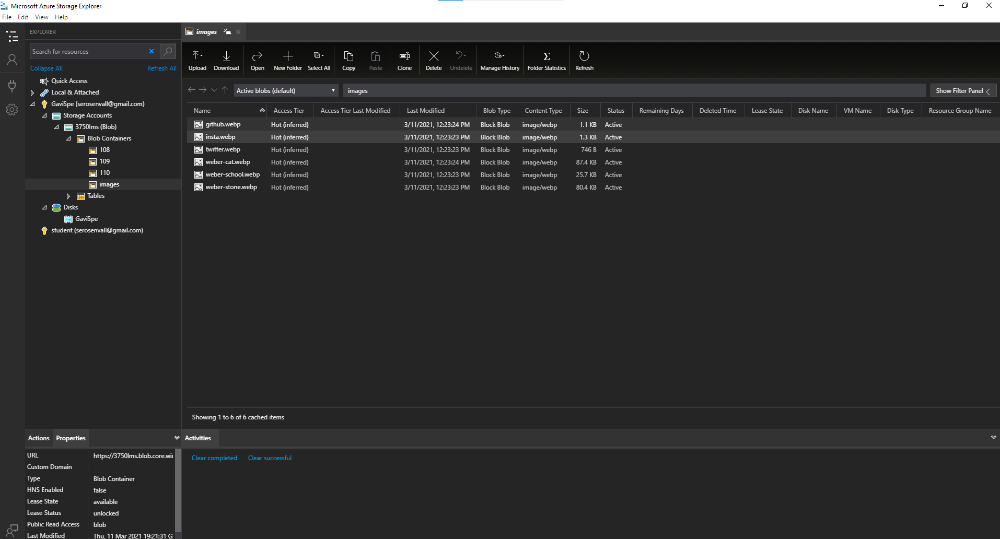 Microsoft Azure Storage Explorer
File Edit View Help
EXPLORER
Search for resources
Collapse All Refresh All
Quick Access
Local & Attached
GaviSpe (serosenvall@gmail.com)
Storage Accounts
3750lms (Blob)
Blob Containers
108
109
110
images
Tables
Disks
GaviSpe
student (serosenvall@gmail.com)
images
Upload Download Open New Folder Select All Copy Paste Clone Delete Undelete Manage History Folder Statistics Refresh
Active blobs (default) images Show Filter Panel
Name Access Tier Access Tier Last Modified Last Modified Blob Type Content Type Size Status Remaining Days Deleted Time Lease State Disk Name VM Name Disk Type Resource Group Name
github.webp Hot (inferred) 3/11/2021, 12:23:24 PM Block Blob image/webp 1.1 KB Active
insta.webp Hot (inferred) 3/11/2021, 12:23:23 PM Block Blob image/webp 1.3 KB Active
twitter.webp Hot (inferred) 3/11/2021, 12:23:23 PM Block Blob image/webp 746 B Active
weber-cat.webp Hot (inferred) 3/11/2021, 12:23:24 PM Block Blob image/webp 87.4 KB Active
weber-school.webp Hot (inferred) 3/11/2021, 12:23:23 PM Block Blob image/webp 25.7 KB Active
weber-stone.webp Hot (inferred) 3/11/2021, 12:23:23 PM Block Blob image/webp 80.4 KB Active
Showing 1 to 6 of 6 cached items
Actions Properties
URL https://3750lms.blob.core.wi
Custom Domain
Type Blob Container
HNS Enabled false
Lease State available
Lease Status unlocked
Public Read Access blob
Last Modified Thu, 11 Mar 2021 19:21:31 G
Activities
Clear completed Clear successful